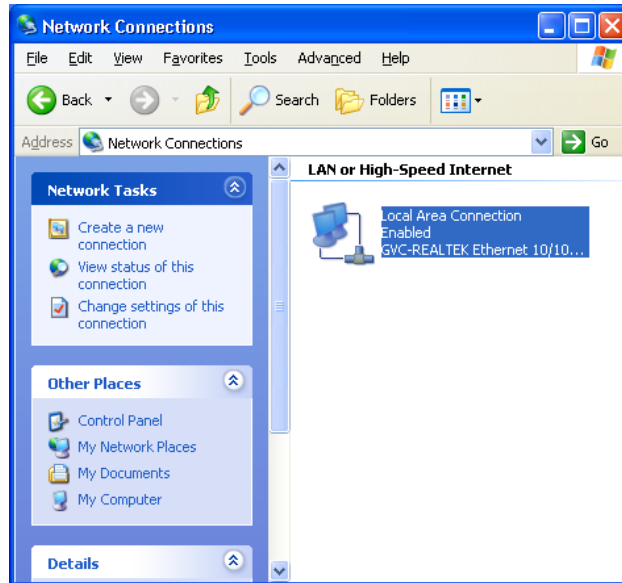 Network Connections
File Edit View Favorites Tools Advanced Help
Back Search Folders
Address Network Connections Go
Network Tasks
Create a new
connection
View status of this
connection
Change settings of this
connection
Other Places
Control Panel
My Network Places
My Documents
My Computer
Details
LAN or High-Speed Internet
Local Area Connection
Enabled
GVC-REALTEK Ethernet 10/10...